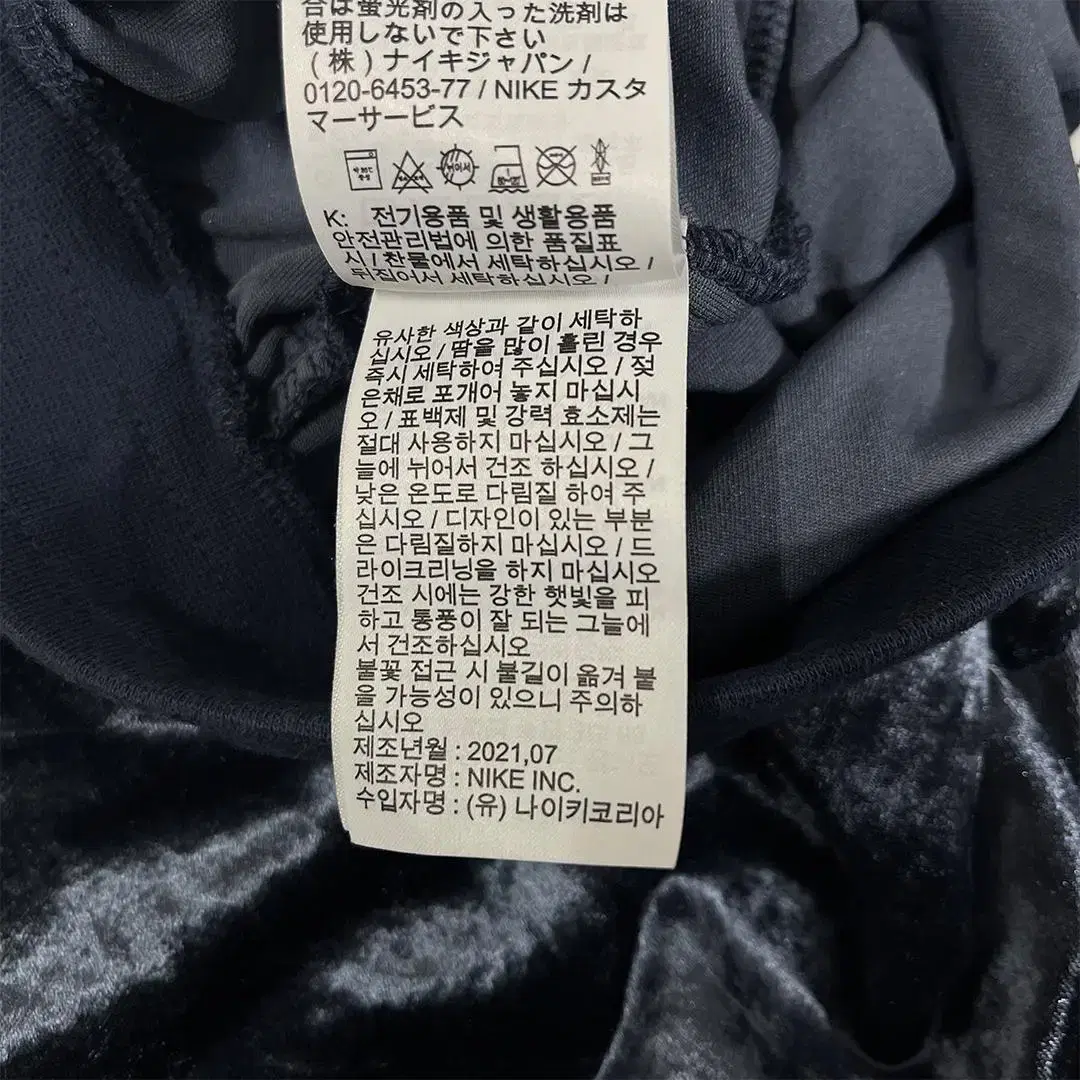 合は蛍光剤の入った洗剤は
使用しないで下さい
(株)ナイキジャパン/
0120-6453-77 / NIKE カスタ
マーサービス
K: 전기용품 및 생활용품
안전관리법에 의한 품질표
시 / 찬물에서 세탁하십시오 /
뒤집어서 세탁하십시오 /
유사한 색상과 같이 세탁하
십시오 / 땀을 많이 흘린 경우
즉시 세탁하여 주십시오 / 젖
은채로 포개어 놓지 마십시
오 / 표백제 및 강력 효소제는
절대 사용하지 마십시오 / 그
늘에 뉘어서 건조 하십시오 /
낮은 온도로 다림질 하여 주
십시오 / 디자인이 있는 부분
은 다림질하지 마십시오 / 드
라이크리닝을 하지 마십시오
건조 시에는 강한 햇빛을 피
하고 통풍이 잘 되는 그늘에
서 건조하십시오
불꽃 접근 시 불길이 옮겨 붙
을 가능성이 있으니 주의하
십시오
제조년월 : 2021,07
제조자명 : NIKE INC.
수입자명 : (유) 나이키코리아